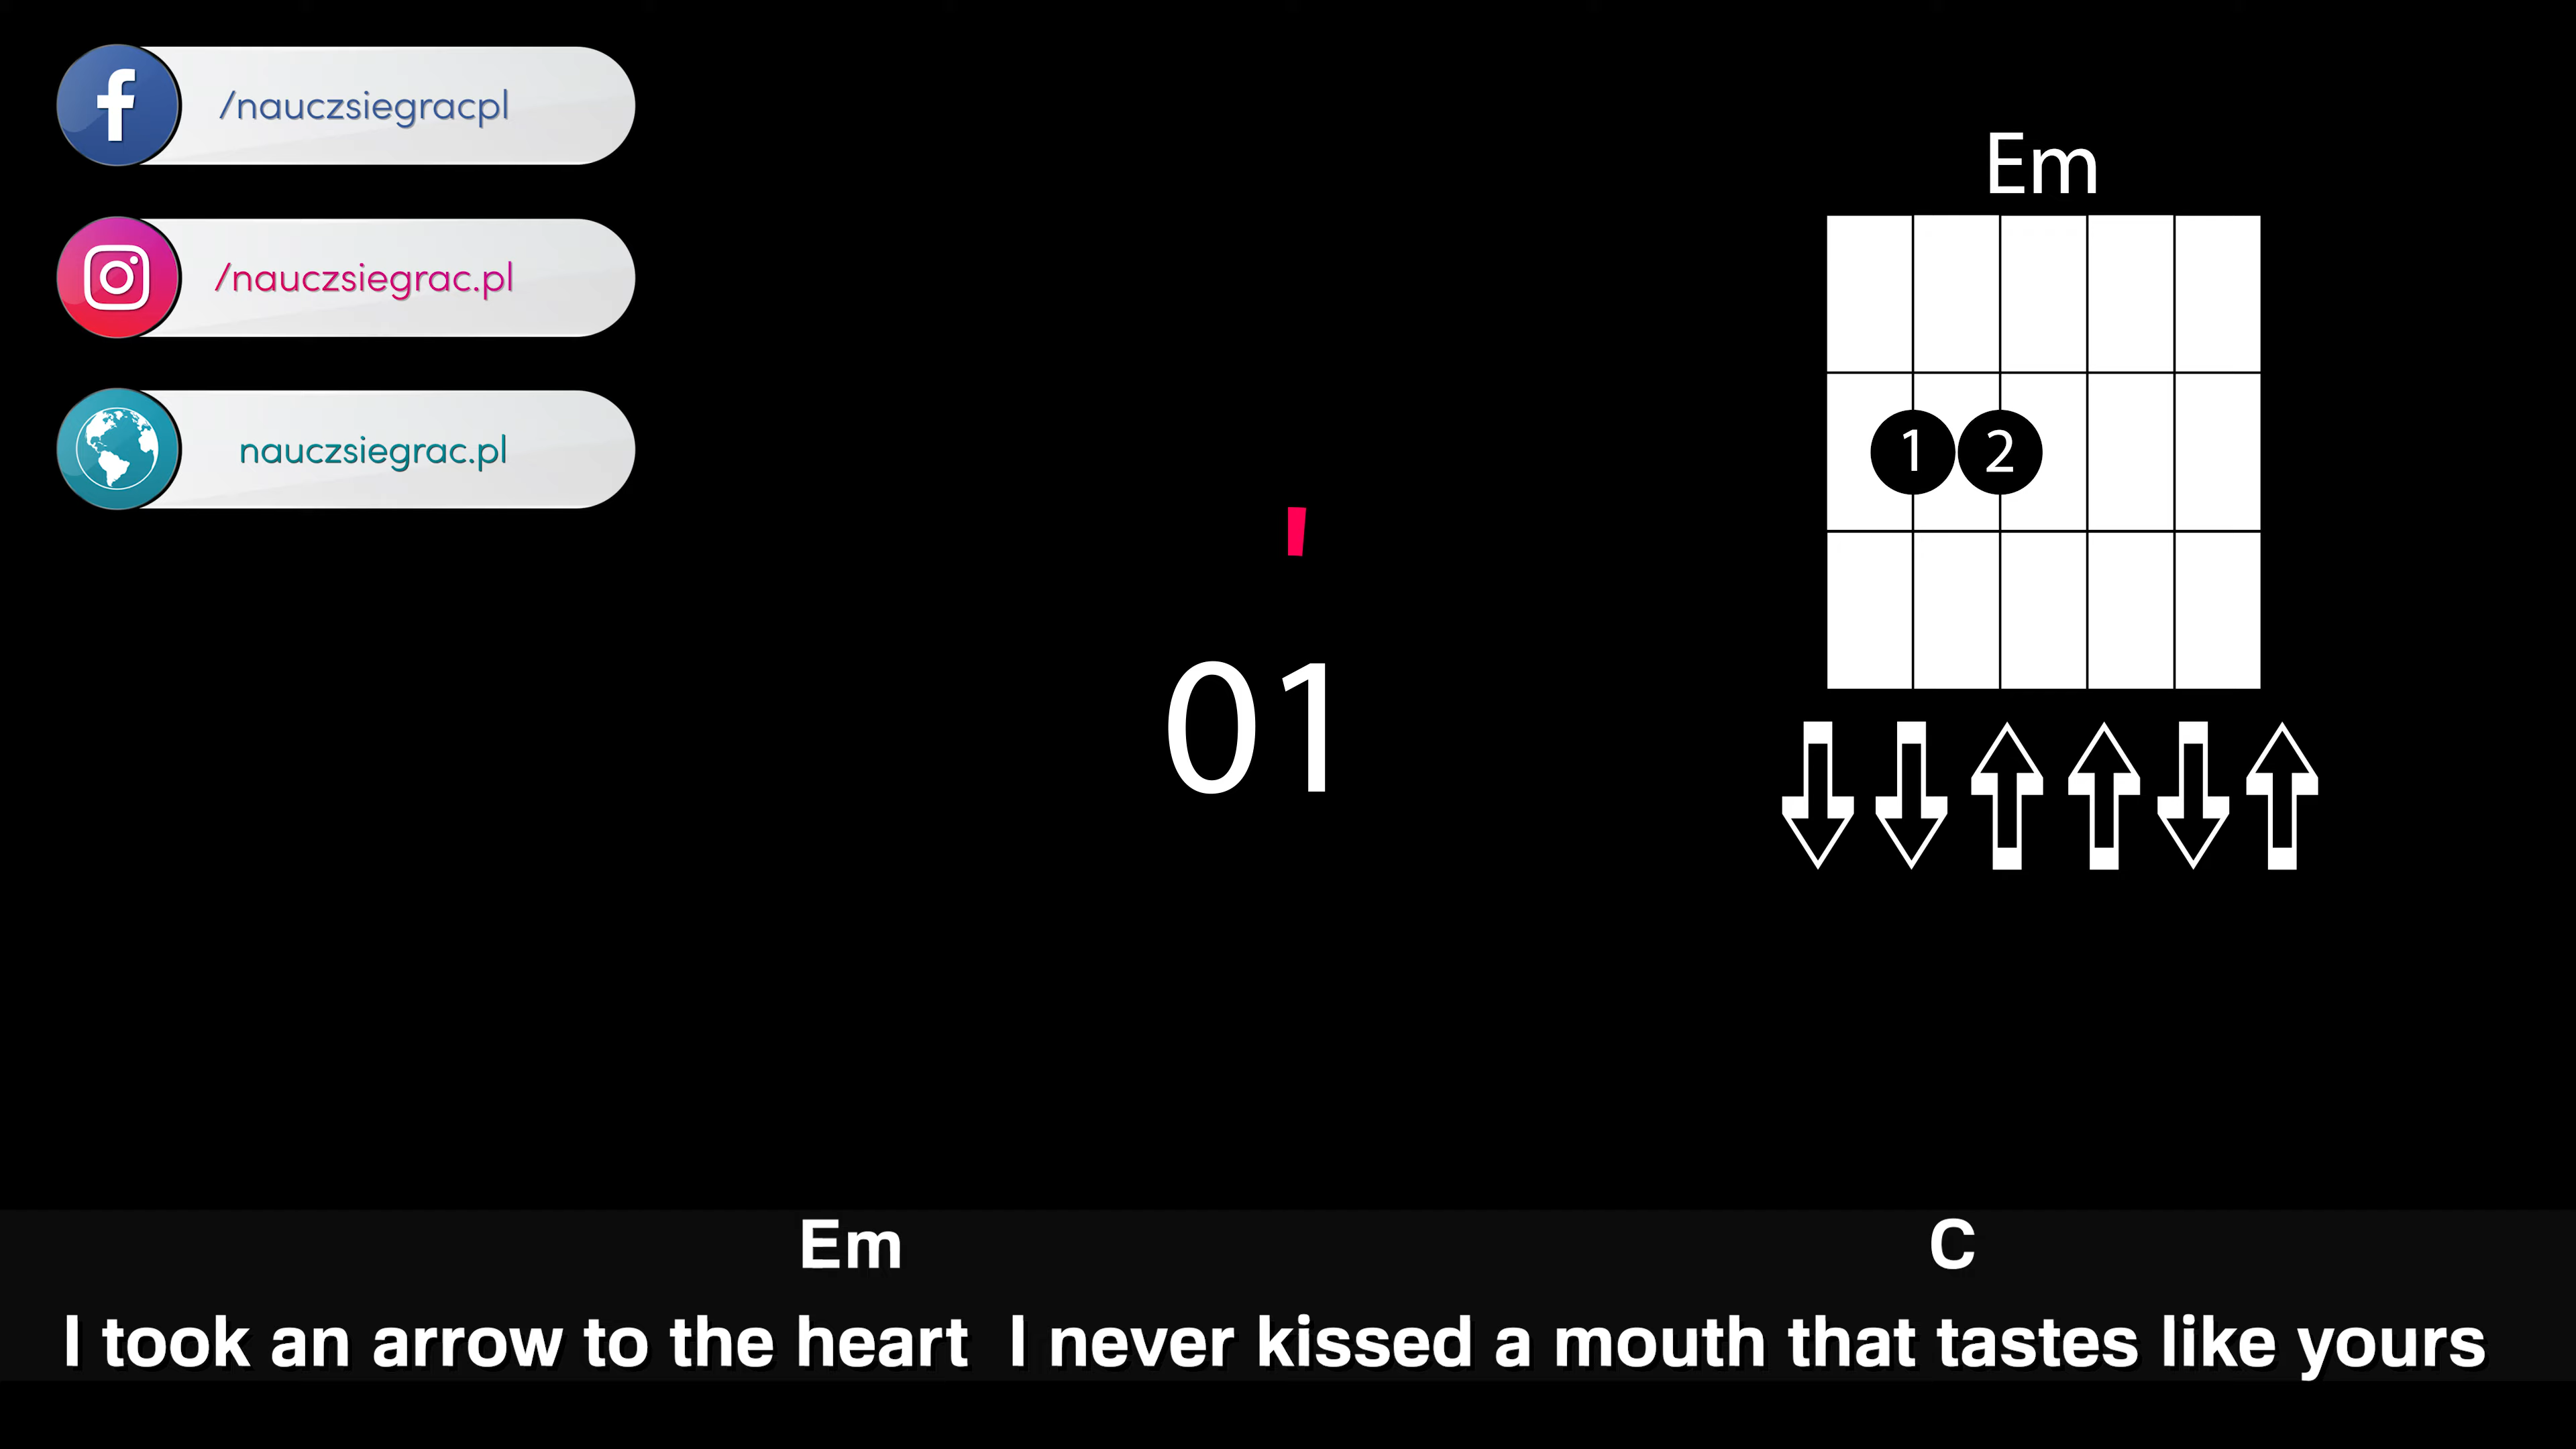 /nauczsiegracpl
/nauczsiegrac.pl
nauczsiegrac.pl
Em
1 2
'
01
Em C
I took an arrow to the heart I never kissed a mouth that tastes like yours